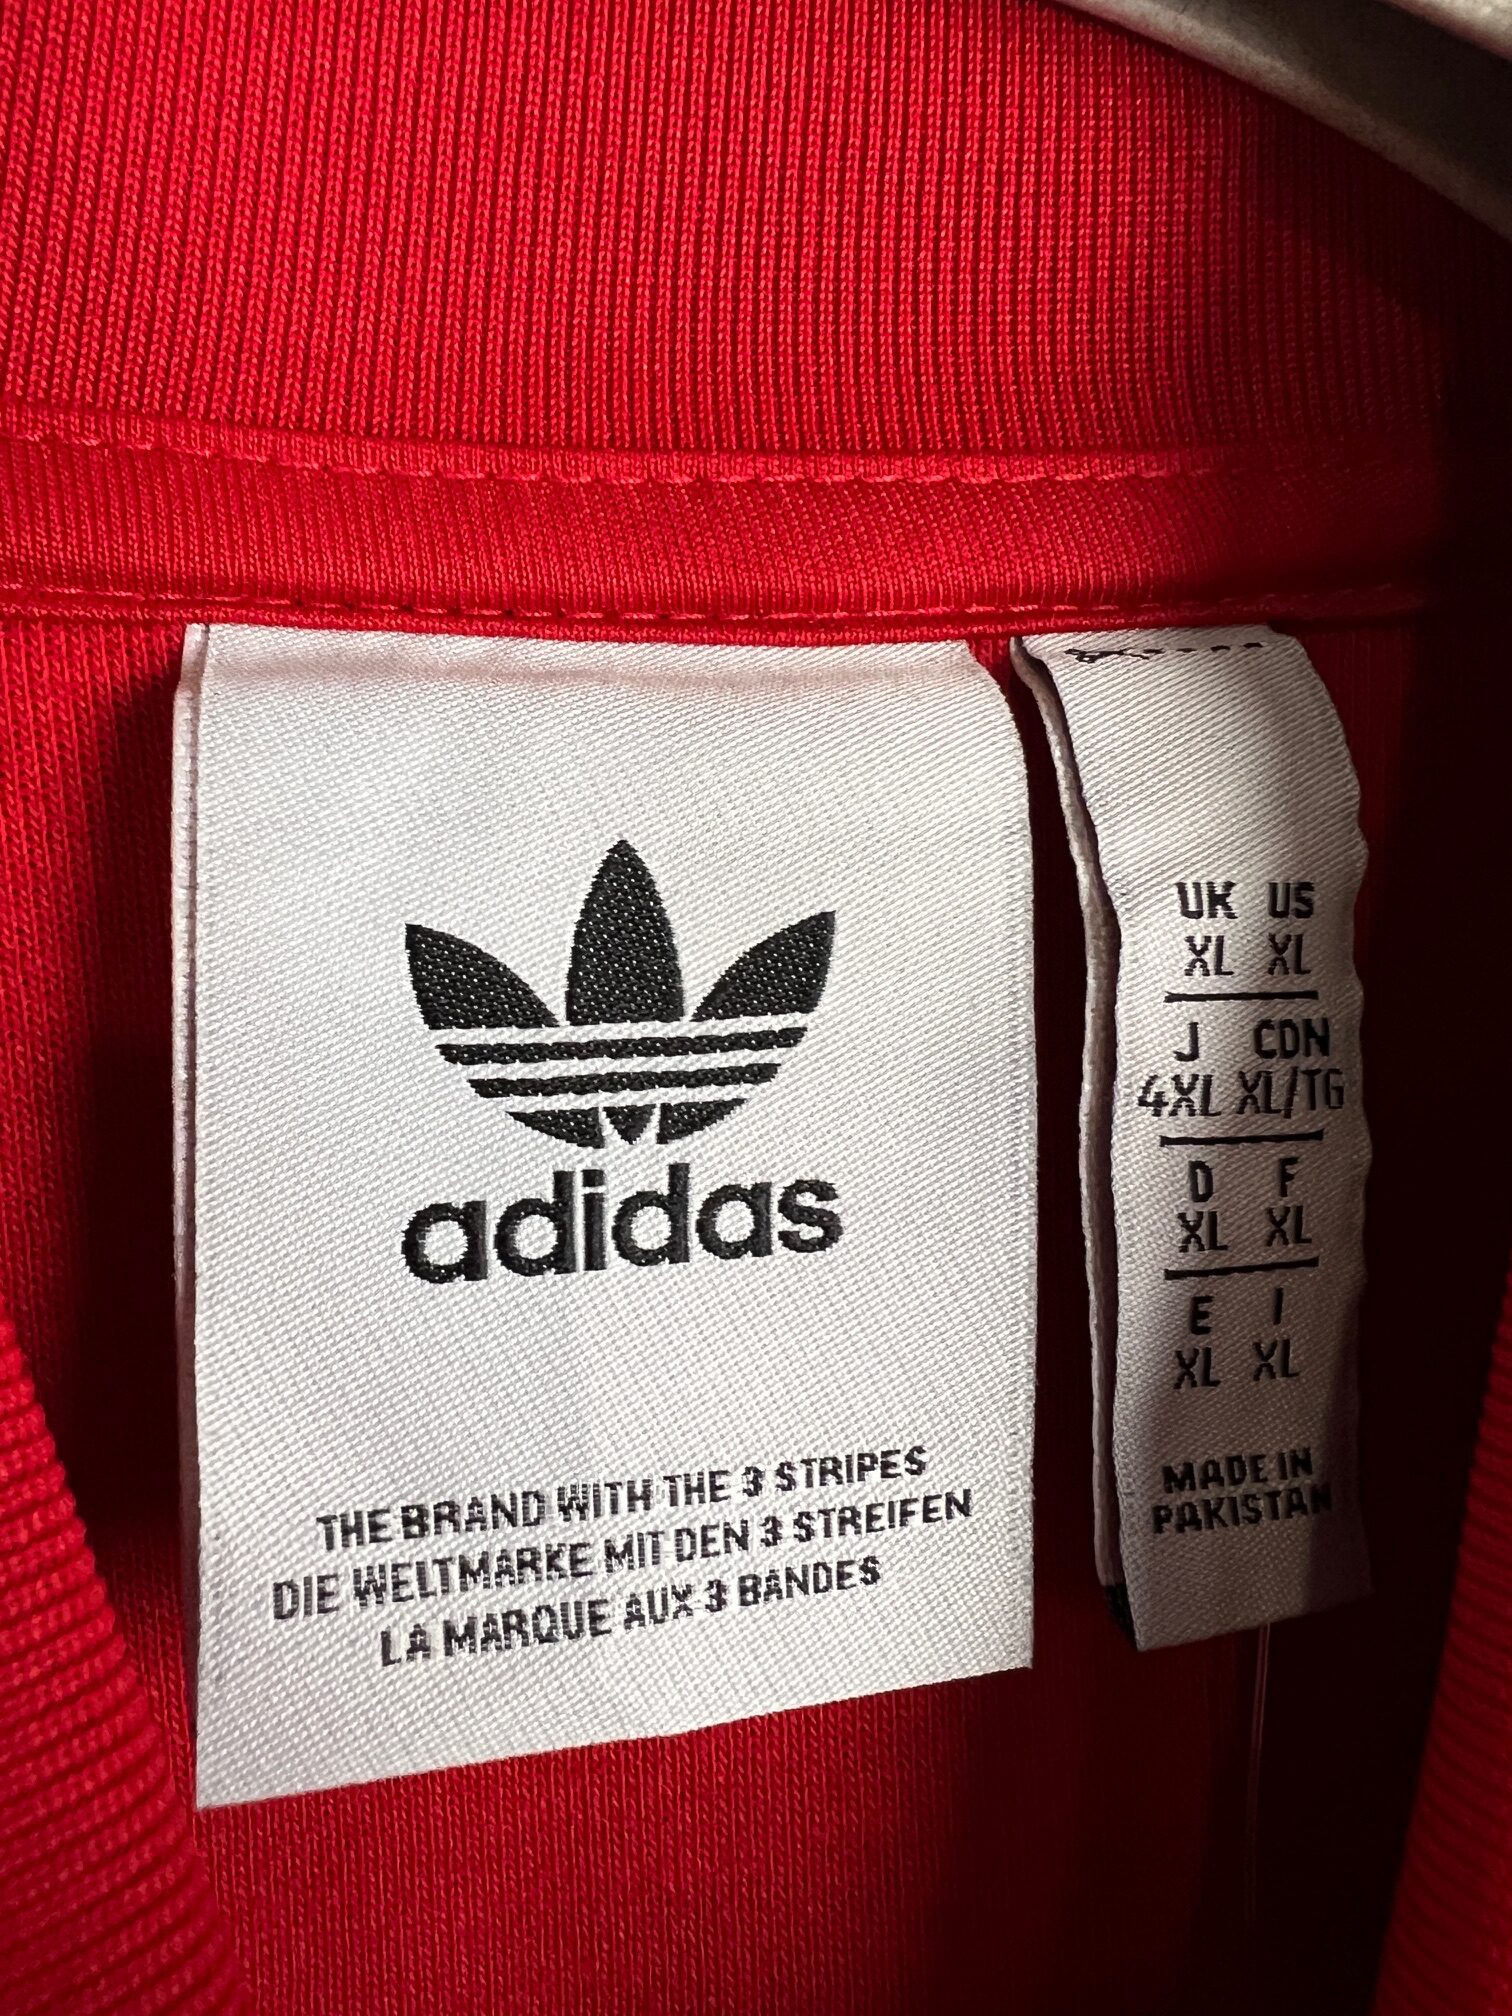 adidas
THE BRAND WITH THE 3 STRIPES
DIE WELTMARKE MIT DEN 3 STREIFEN
LA MARQUE AUX 3 BANDES
UK US
XL XL
J CDN
4XL XL/TG
D F
XL XL
E I
XL XL
MADE IN
PAKISTAN